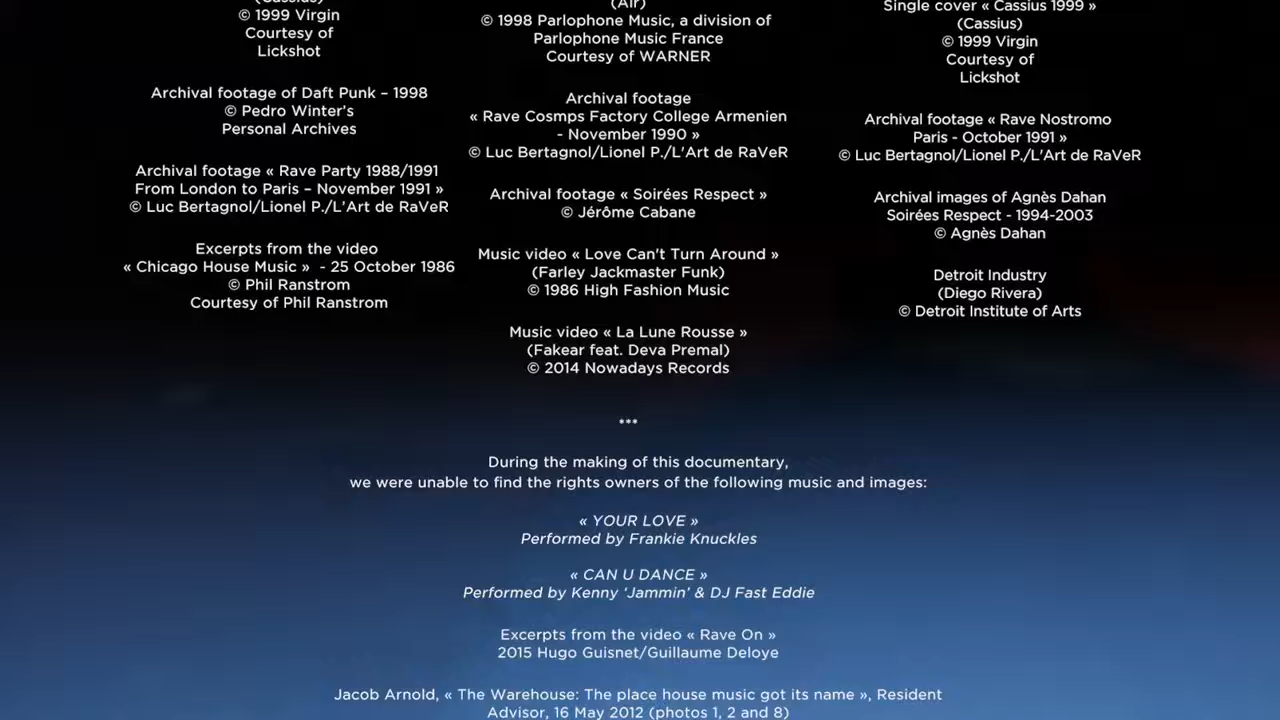 © 1999 Virgin
Courtesy of
Lickshot
Archival footage of Daft Punk – 1998
© Pedro Winter’s
Personal Archives
Archival footage « Rave Party 1988/1991
From London to Paris – November 1991 »
© Luc Bertagnol/Lionel P./L’Art de RaVeR
Excerpts from the video
« Chicago House Music » - 25 October 1986
© Phil Ranstrom
Courtesy of Phil Ranstrom
(Air)
© 1998 Parlophone Music, a division of
Parlophone Music France
Courtesy of WARNER
Archival footage
« Rave Cosmps Factory College Armenien
- November 1990 »
© Luc Bertagnol/Lionel P./L'Art de RaVeR
Archival footage « Soirées Respect »
© Jérôme Cabane
Music video « Love Can't Turn Around »
(Farley Jackmaster Funk)
© 1986 High Fashion Music
Music video « La Lune Rousse »
(Fakear feat. Deva Premal)
© 2014 Nowadays Records
Single cover « Cassius 1999 »
(Cassius)
© 1999 Virgin
Courtesy of
Lickshot
Archival footage « Rave Nostromo
Paris - October 1991 »
© Luc Bertagnol/Lionel P./L'Art de RaVeR
Archival images of Agnès Dahan
Soirées Respect - 1994-2003
© Agnès Dahan
Detroit Industry
(Diego Rivera)
© Detroit Institute of Arts
***
During the making of this documentary,
we were unable to find the rights owners of the following music and images:
« YOUR LOVE »
Performed by Frankie Knuckles
« CAN U DANCE »
Performed by Kenny ‘Jammin’ & DJ Fast Eddie
Excerpts from the video « Rave On »
2015 Hugo Guisnet/Guillaume Deloye
Jacob Arnold, « The Warehouse: The place house music got its name », Resident
Advisor, 16 May 2012 (photos 1, 2 and 8)